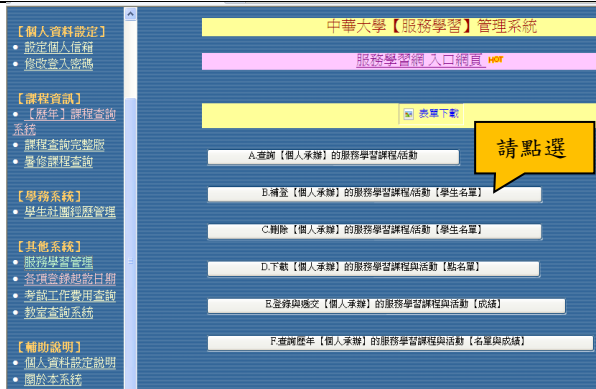 【個人資料設定】
設定個人信箱
修改登入密碼
【課程資訊】
【歷年】課程查詢
系統
課程查詢完整版
暑修課程查詢
【學務系統】
學生社團經歷管理
【其他系統】
服務學習管理
各項登錄起訖日期
考試工作費用查詢
教室查詢系統
【輔助說明】
個人資料設定說明
關於本系統
中華大學【服務學習】管理系統
服務學習網 入口網頁 HOT
表單下載
請點選
A.查詢【個人承辦】的服務學習課程/活動
B.補登【個人承辦】的服務學習課程/活動【學生名單】
C.刪除【個人承辦】的服務學習課程/活動【學生名單】
D.下載【個人承辦】的服務學習課程與活動【點名單】
E.登錄與遞交【個人承辦】的服務學習課程與活動【成績】
F.查詢歷年【個人承辦】的服務學習課程與活動【名單與成績】